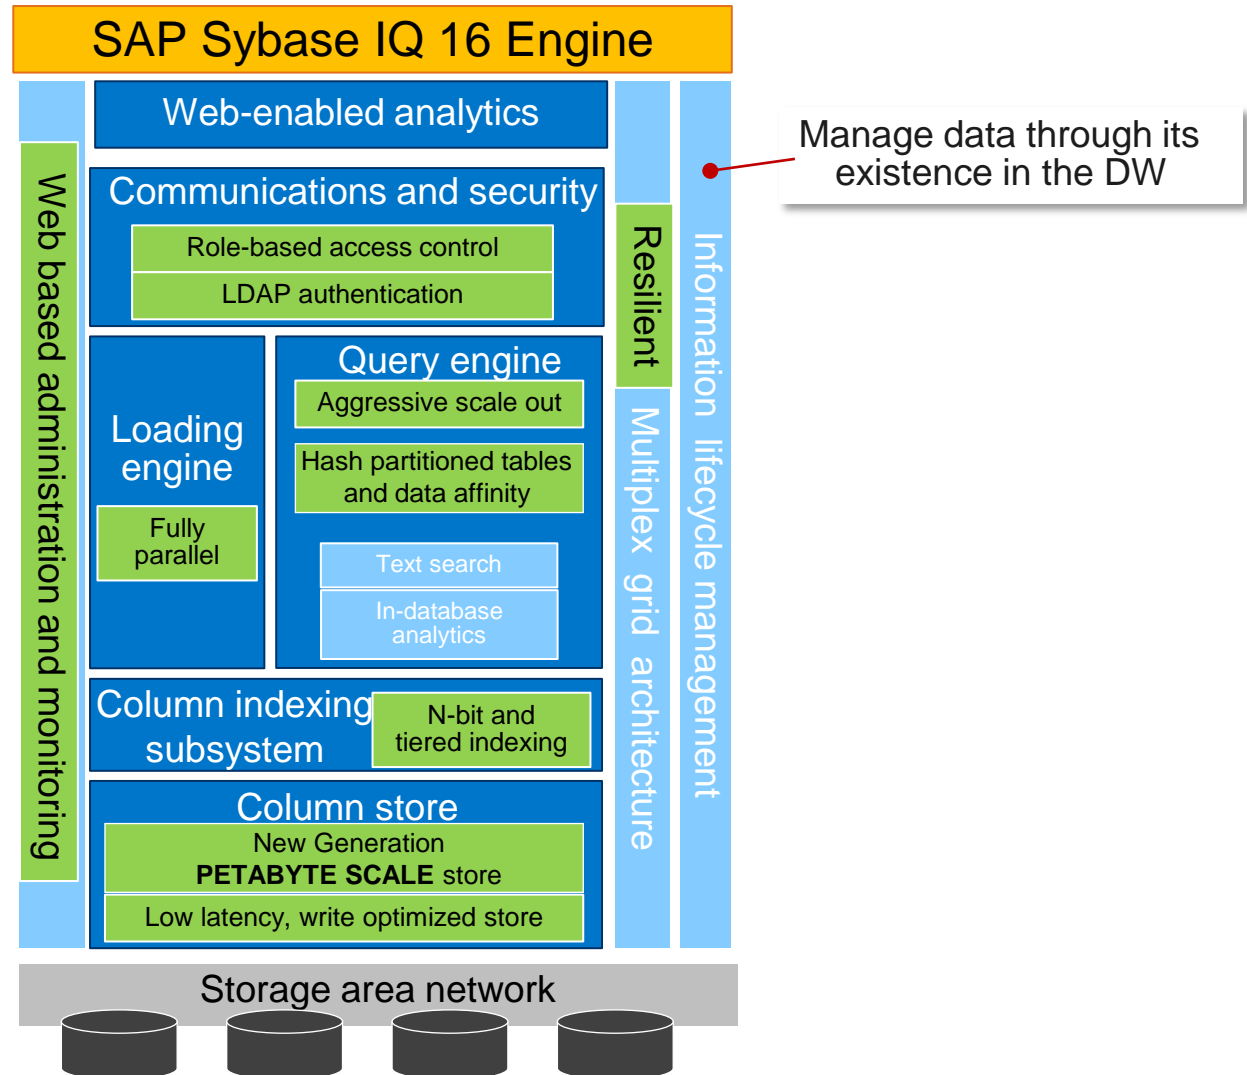 SAP Sybase IQ 16 Engine
Web-enabled analytics
Manage data through its
existence in the DW
Communications and security
Role-based access control
LDAP authentication
Web based administration and monitoring
Resilient
Multiplex grid architecture
Information lifecycle management
Loading
engine
Fully
parallel
Query engine
Aggressive scale out
Hash partitioned tables
and data affinity
Text search
In-database
analytics
Column indexing
subsystem
N-bit and
tiered indexing
Column store
New Generation
PETABYTE SCALE store
Low latency, write optimized store
Storage area network